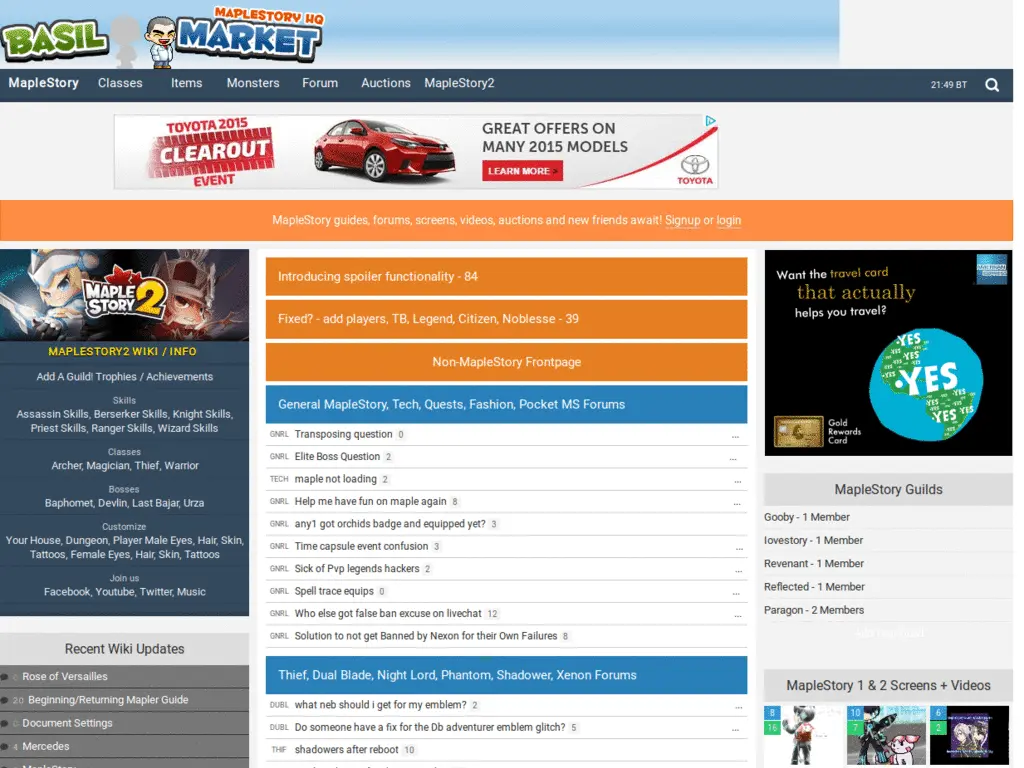 MAPLESTORY HQ
BASIL MARKET
MapleStory Classes Items Monsters Forum Auctions MapleStory2 21:49 BT
TOYOTA 2015
CLEAROUT
EVENT
GREAT OFFERS ON
MANY 2015 MODELS
LEARN MORE >
TOYOTA
MapleStory guides, forums, screens, videos, auctions and new friends await! Signup or login
MAPLE
STORY 2
MAPLESTORY2 WIKI / INFO
Add A Guild! Trophies / Achievements
Skills
Assassin Skills, Berserker Skills, Knight Skills,
Priest Skills, Ranger Skills, Wizard Skills
Classes
Archer, Magician, Thief, Warrior
Bosses
Baphomet, Devlin, Last Bajar, Urza
Customize
Your House, Dungeon, Player Male Eyes, Hair, Skin,
Tattoos, Female Eyes, Hair, Skin, Tattoos
Join us
Facebook, Youtube, Twitter, Music
Recent Wiki Updates
Rose of Versailles
20 Beginning/Returning Mapler Guide
Document Settings
4 Mercedes
Introducing spoiler functionality - 84
Fixed? - add players, TB, Legend, Citizen, Noblesse - 39
Non-MapleStory Frontpage
General MapleStory, Tech, Quests, Fashion, Pocket MS Forums
GNRL Transposing question 0 ...
GNRL Elite Boss Question 2 ...
TECH maple not loading 2 ...
GNRL Help me have fun on maple again 8 ...
GNRL any1 got orchids badge and equipped yet? 3
GNRL Time capsule event confusion 3 ...
GNRL Sick of Pvp legends hackers 2 ...
GNRL Spell trace equips 0 ...
GNRL Who else got false ban excuse on livechat 12 ...
GNRL Solution to not get Banned by Nexon for their Own Failures 8
Thief, Dual Blade, Night Lord, Phantom, Shadower, Xenon Forums
DUBL what neb should i get for my emblem? 2 ...
DUBL Do someone have a fix for the Db adventurer emblem glitch? 5 ...
THIF shadowers after reboot 10
Want the travel card
that actually
helps you travel?
AMERICAN EXPRESS
YES
YES
YES
Gold
Rewards
Card
MapleStory Guilds
Gooby - 1 Member
Iovestory - 1 Member
Revenant - 1 Member
Reflected - 1 Member
Paragon - 2 Members
MapleStory 1 & 2 Screens + Videos
8 10 6
16 7 2